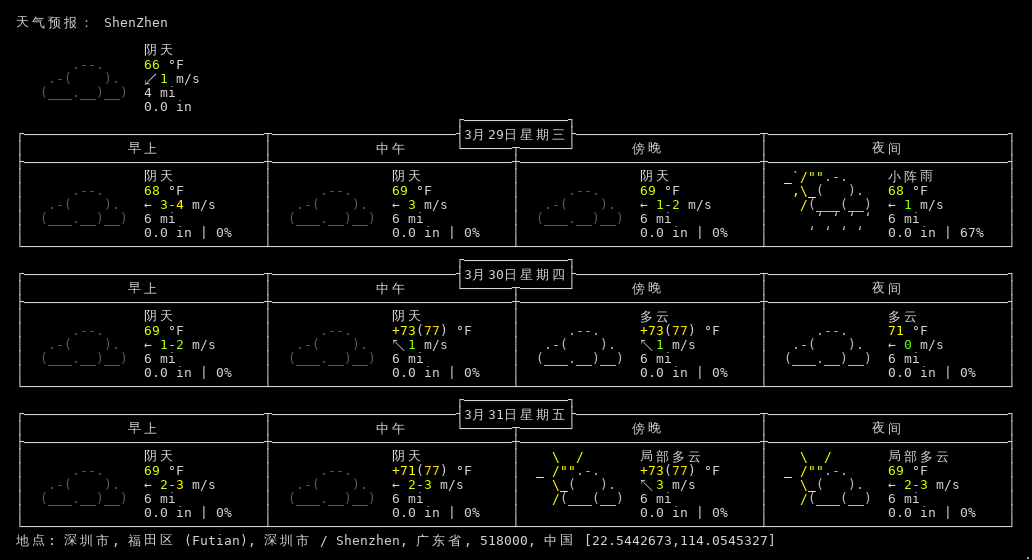 天气预报： ShenZhen
阴天
66 °F
↙ 1 m/s
4 mi
0.0 in
3月29日星期三
早上 中午 傍晚 夜间
阴天 阴天 阴天 小阵雨
68 °F 69 °F 69 °F 68 °F
← 3-4 m/s ← 3 m/s ← 1-2 m/s ← 1 m/s
6 mi 6 mi 6 mi 6 mi
0.0 in | 0% 0.0 in | 0% 0.0 in | 0% 0.0 in | 67%
3月30日星期四
早上 中午 傍晚 夜间
阴天 阴天 多云 多云
69 °F +73(77) °F +73(77) °F 71 °F
← 1-2 m/s ↖ 1 m/s ↖ 1 m/s ← 0 m/s
6 mi 6 mi 6 mi 6 mi
0.0 in | 0% 0.0 in | 0% 0.0 in | 0% 0.0 in | 0%
3月31日星期五
早上 中午 傍晚 夜间
阴天 阴天 局部多云 局部多云
69 °F +71(77) °F +73(77) °F 69 °F
← 2-3 m/s ← 2-3 m/s ↖ 3 m/s ← 2-3 m/s
6 mi 6 mi 6 mi 6 mi
0.0 in | 0% 0.0 in | 0% 0.0 in | 0% 0.0 in | 0%
地点: 深圳市, 福田区 (Futian), 深圳市 / Shenzhen, 广东省, 518000, 中国 [22.5442673,114.0545327]